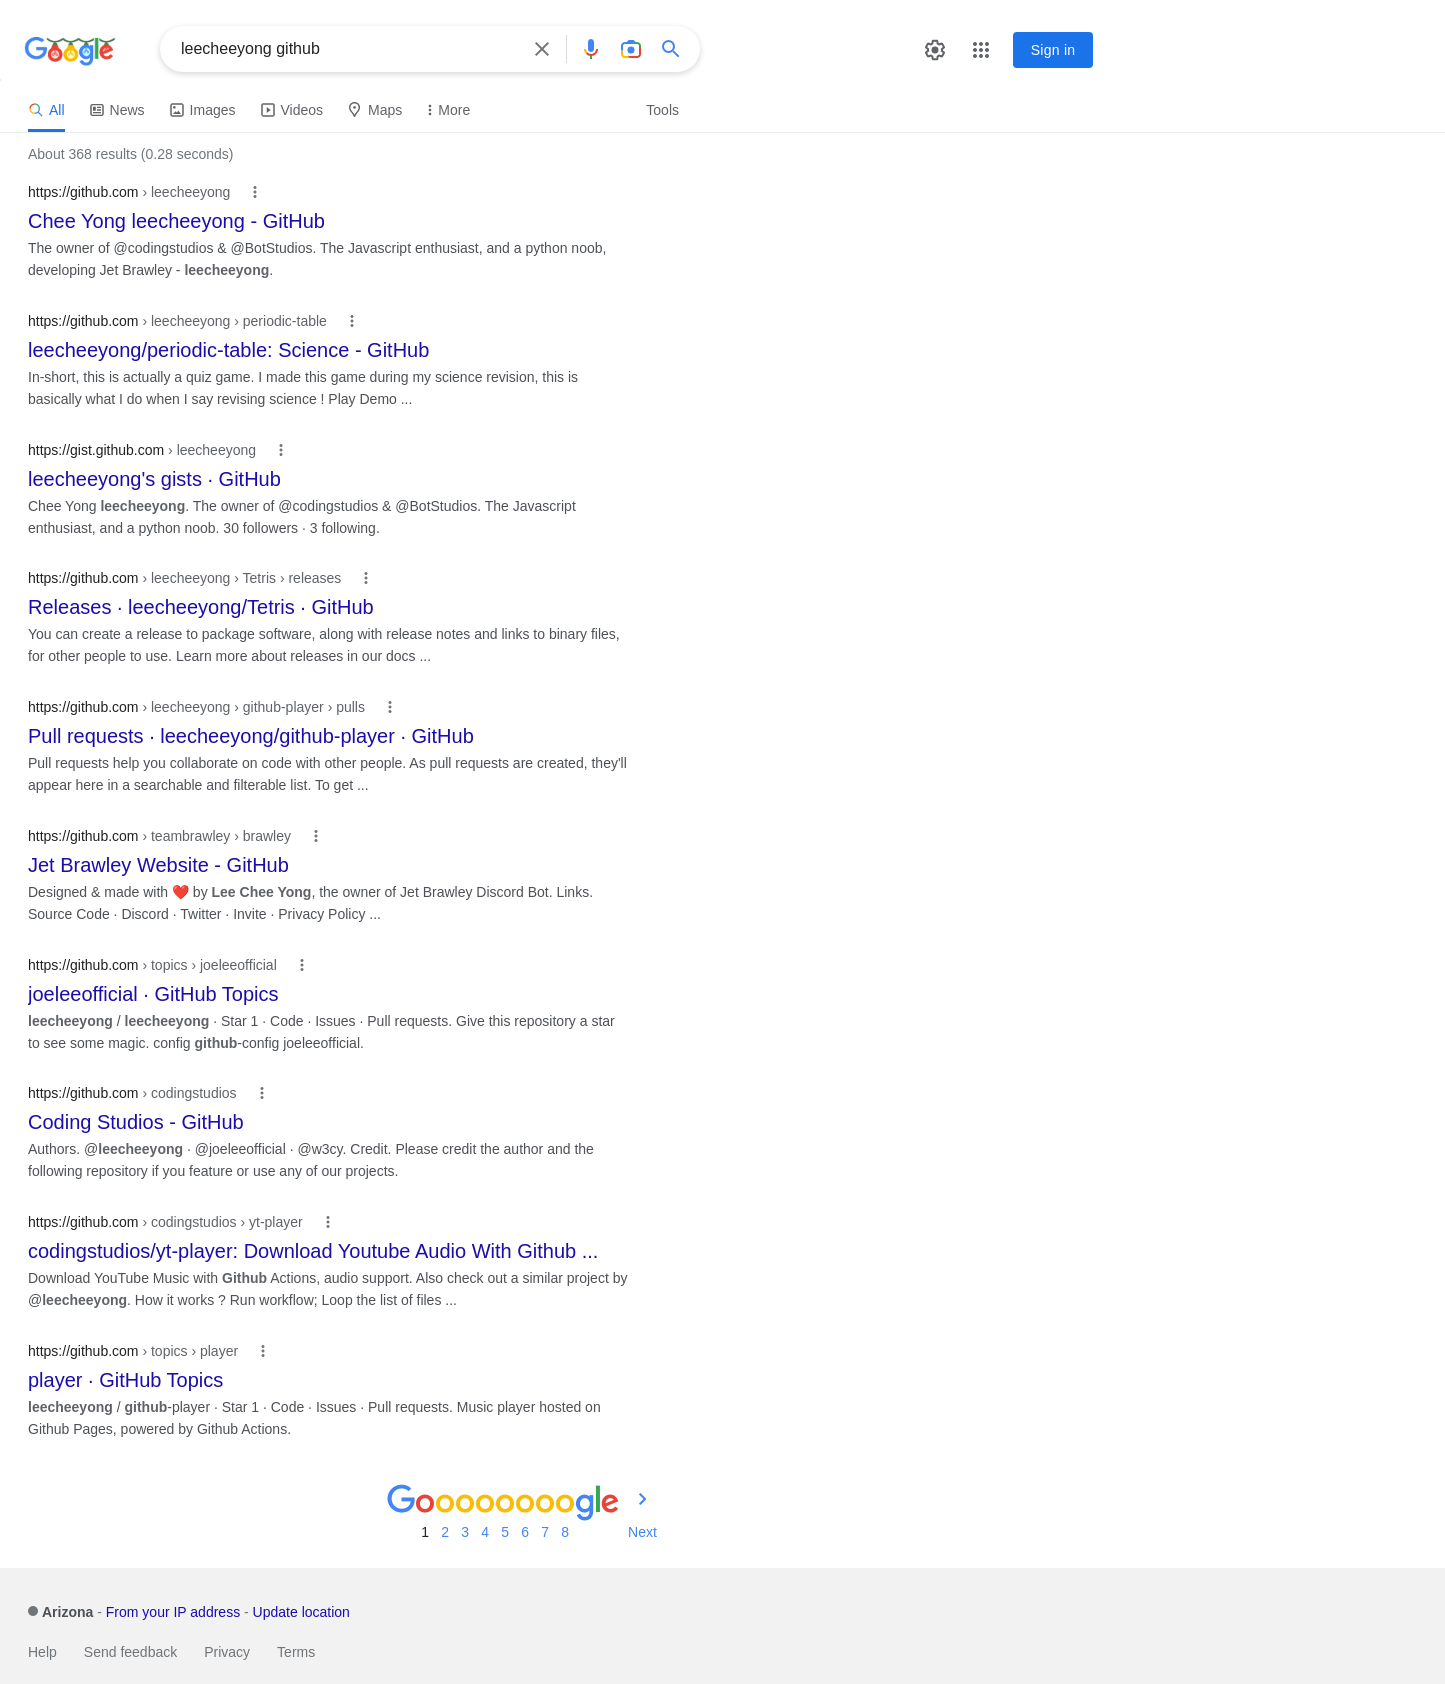 Google
leecheeyong github
Sign in
All News Images Videos Maps More Tools
About 368 results (0.28 seconds)
https://github.com › leecheeyong
Chee Yong leecheeyong - GitHub
The owner of @codingstudios & @BotStudios. The Javascript enthusiast, and a python noob,
developing Jet Brawley - leecheeyong.
https://github.com › leecheeyong › periodic-table
leecheeyong/periodic-table: Science - GitHub
In-short, this is actually a quiz game. I made this game during my science revision, this is
basically what I do when I say revising science ! Play Demo ...
https://gist.github.com › leecheeyong
leecheeyong's gists · GitHub
Chee Yong leecheeyong. The owner of @codingstudios & @BotStudios. The Javascript
enthusiast, and a python noob. 30 followers · 3 following.
https://github.com › leecheeyong › Tetris › releases
Releases · leecheeyong/Tetris · GitHub
You can create a release to package software, along with release notes and links to binary files,
for other people to use. Learn more about releases in our docs ...
https://github.com › leecheeyong › github-player › pulls
Pull requests · leecheeyong/github-player · GitHub
Pull requests help you collaborate on code with other people. As pull requests are created, they'll
appear here in a searchable and filterable list. To get ...
https://github.com › teambrawley › brawley
Jet Brawley Website - GitHub
Designed & made with ❤️ by Lee Chee Yong, the owner of Jet Brawley Discord Bot. Links.
Source Code · Discord · Twitter · Invite · Privacy Policy ...
https://github.com › topics › joeleeofficial
joeleeofficial · GitHub Topics
leecheeyong / leecheeyong · Star 1 · Code · Issues · Pull requests. Give this repository a star
to see some magic. config github-config joeleeofficial.
https://github.com › codingstudios
Coding Studios - GitHub
Authors. @leecheeyong · @joeleeofficial · @w3cy. Credit. Please credit the author and the
following repository if you feature or use any of our projects.
https://github.com › codingstudios › yt-player
codingstudios/yt-player: Download Youtube Audio With Github ...
Download YouTube Music with Github Actions, audio support. Also check out a similar project by
@leecheeyong. How it works ? Run workflow; Loop the list of files ...
https://github.com › topics › player
player · GitHub Topics
leecheeyong / github-player · Star 1 · Code · Issues · Pull requests. Music player hosted on
Github Pages, powered by Github Actions.
Goooooooogle
1 2 3 4 5 6 7 8 Next
Arizona - From your IP address - Update location
Help Send feedback Privacy Terms